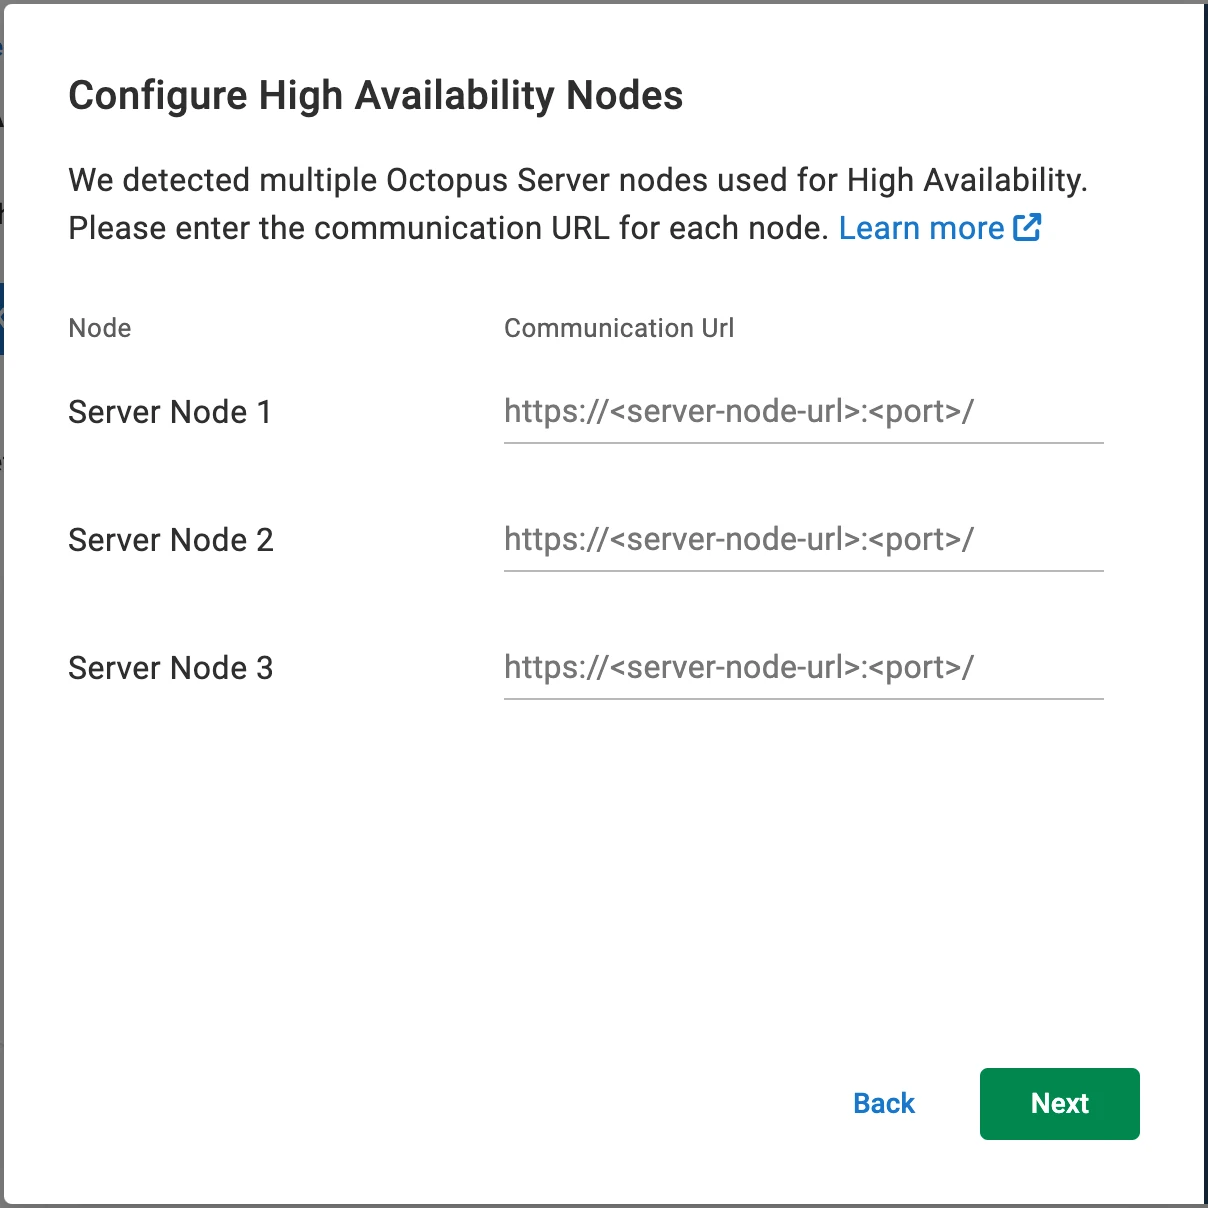 Configure High Availability Nodes
We detected multiple Octopus Server nodes used for High Availability.
Please enter the communication URL for each node. Learn more
Node Communication Url
Server Node 1 https://<server-node-url>:<port>/
Server Node 2 https://<server-node-url>:<port>/
Server Node 3 https://<server-node-url>:<port>/
Back Next